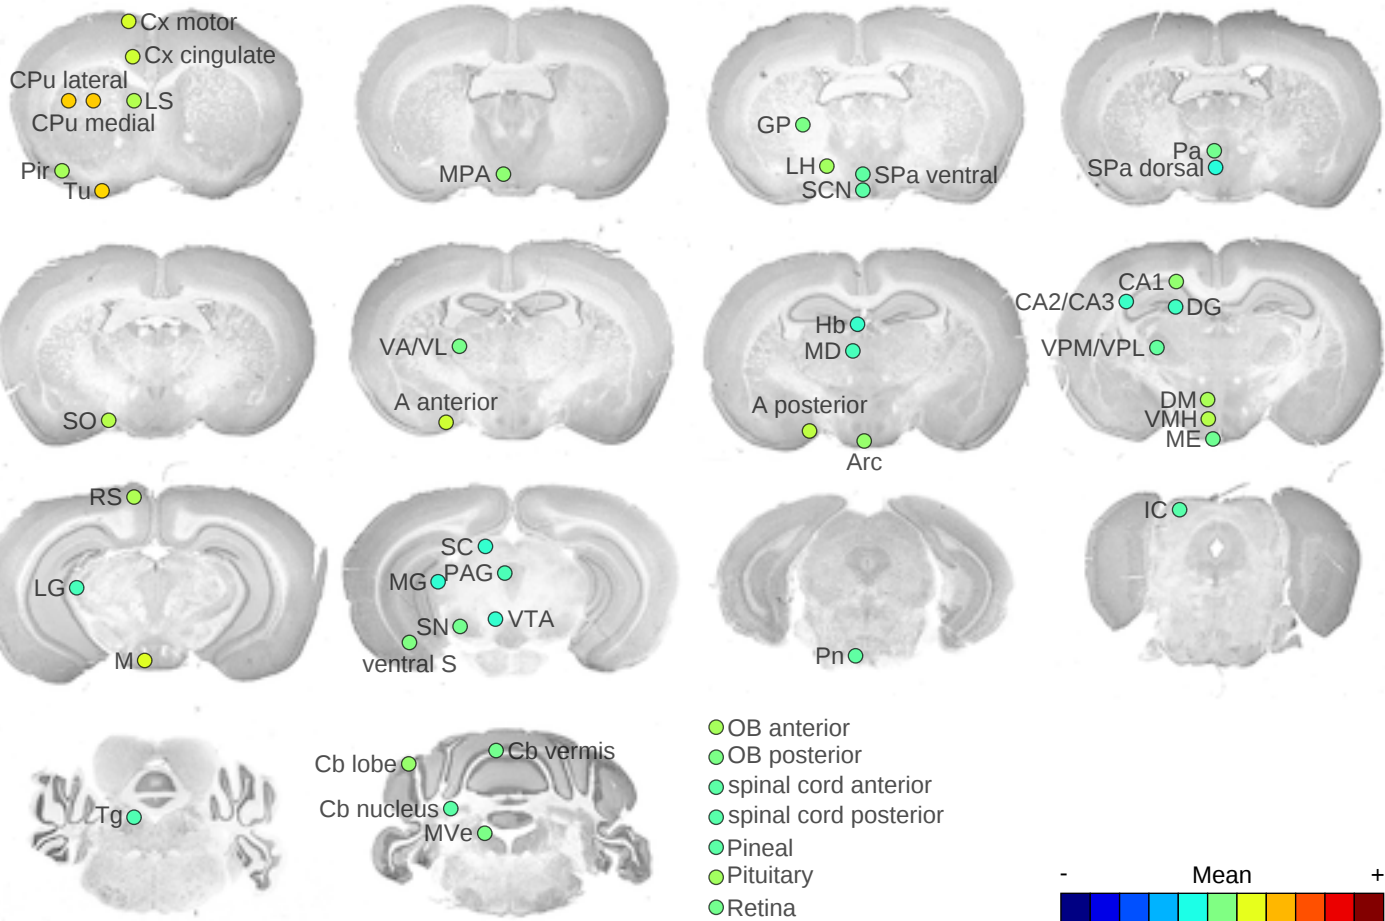 Cx motor
Cx cingulate
CPu lateral
LS
CPu medial
Pir
Tu
MPA
GP
LH
SPa ventral
SCN
Pa
SPa dorsal
SO
VA/VL
A anterior
Hb
MD
A posterior
Arc
CA1
CA2/CA3
DG
VPM/VPL
DM
VMH
ME
RS
LG
M
SC
PAG
MG
VTA
SN
ventral S
Pn
IC
Tg
Cb vermis
Cb lobe
Cb nucleus
MVe
OB anterior
OB posterior
spinal cord anterior
spinal cord posterior
Pineal
Pituitary
Retina
- Mean +